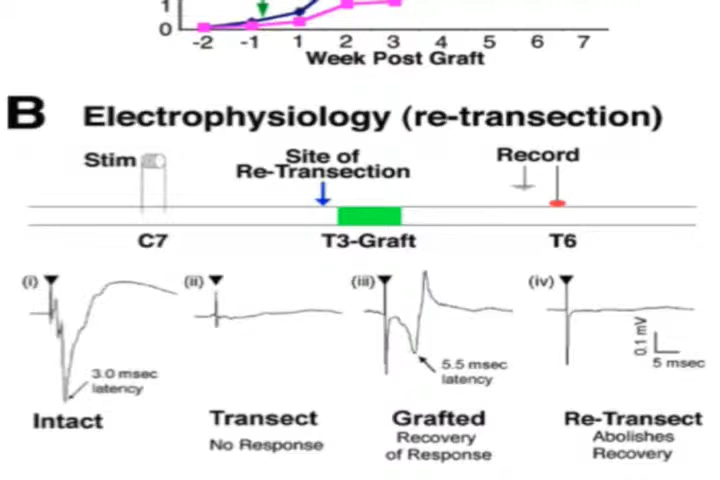 1
0
-2 -1 1 2 3 4 5 6 7
Week Post Graft
B Electrophysiology (re-transection)
Stim
Site of
Re-Transection
Record
C7 T3-Graft T6
(i) (ii) (iii) (iv)
3.0 msec
latency
5.5 msec
latency
0.1 mV
5 msec
Intact
Transect
No Response
Grafted
Recovery
of Response
Re-Transect
Abolishes
Recovery